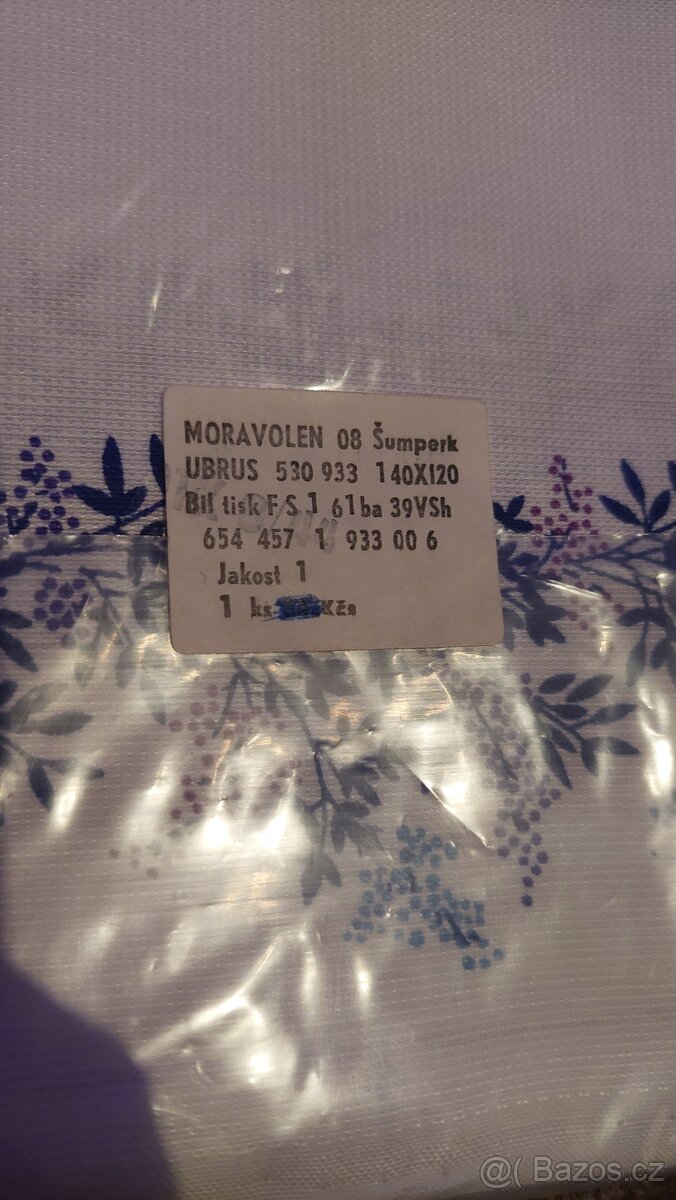 MORAVOLEN 08 Šumperk
UBRUS 530 933 140X120
Bíl tisk F S 1 61ba 39VSh
654 457 1 933 00 6
Jakost 1
1 ks Kčs
@( Bazos.cz